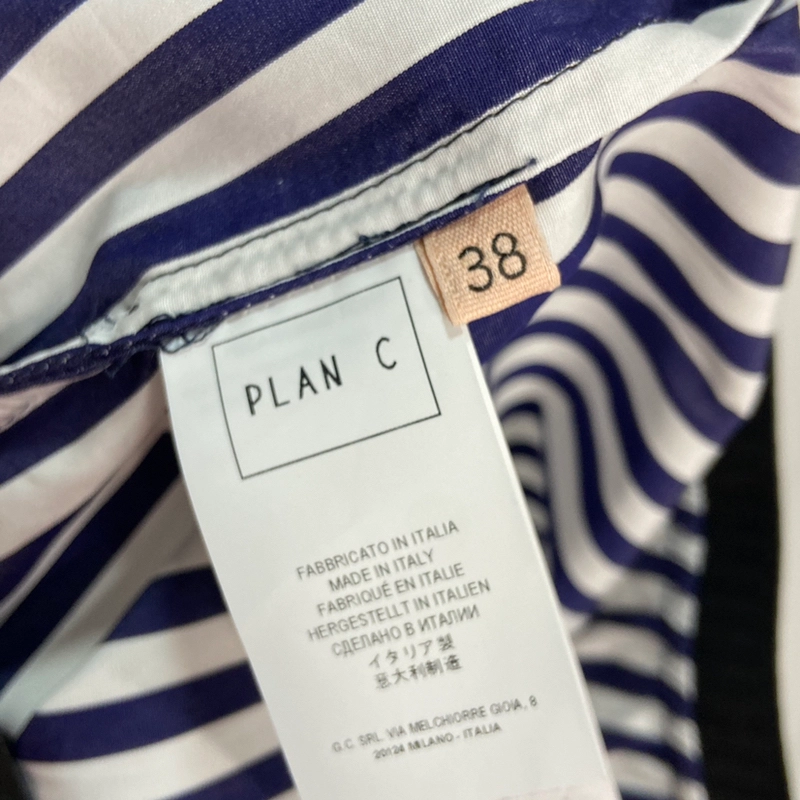 38
PLAN C
FABBRICATO IN ITALIA
MADE IN ITALY
FABRIQUÉ EN ITALIE
HERGESTELLT IN ITALIEN
СДЕЛАНО В ИТАЛИИ
イタリア製
意大利制造
G.C. SRL. VIA MELCHIORRE GIOIA, 8
20124 MILANO - ITALIA